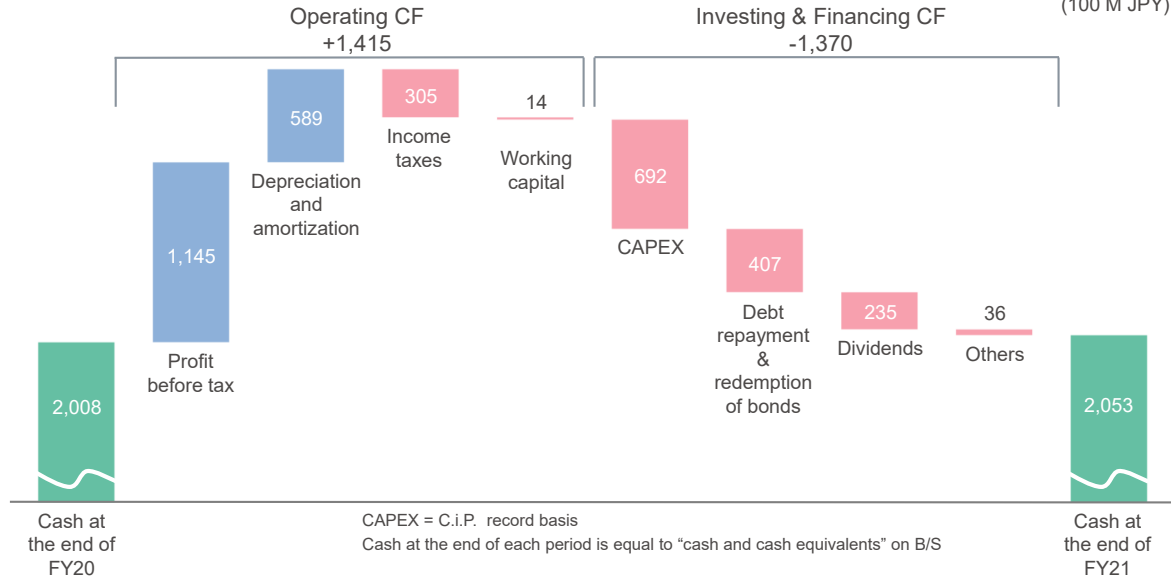 (100 M JPY)
Operating CF
+1,415
Investing & Financing CF
-1,370
2,008
Cash at
the end of
FY20
1,145
Profit
before tax
589
Depreciation
and
amortization
305
Income
taxes
14
Working
capital
692
CAPEX
407
Debt
repayment
&
redemption
of bonds
235
Dividends
36
Others
2,053
Cash at
the end of
FY21
CAPEX = C.i.P. record basis
Cash at the end of each period is equal to “cash and cash equivalents” on B/S